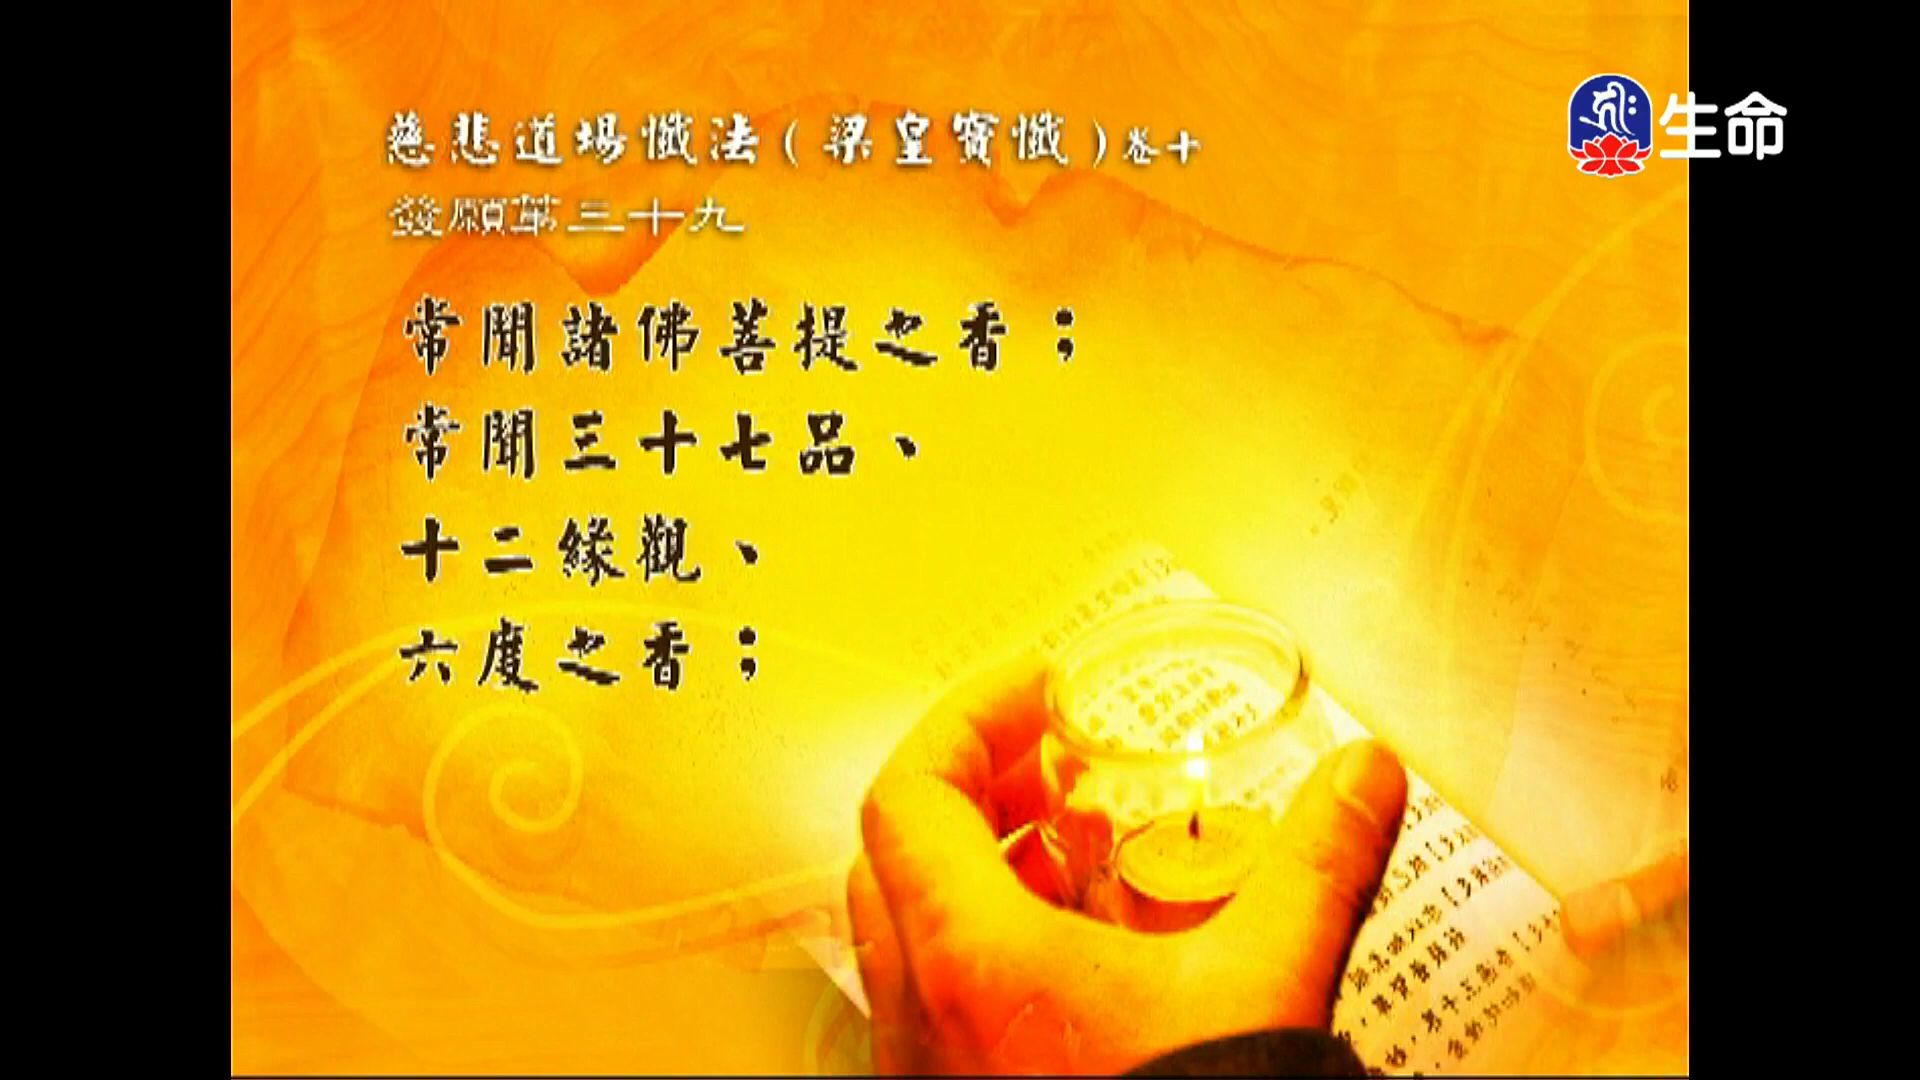 慈悲道場懺法(梁皇寶懺)卷十
發願第三十九
生命
常聞諸佛菩提之香；
常聞三十七品、
十二緣觀、
六度之香；